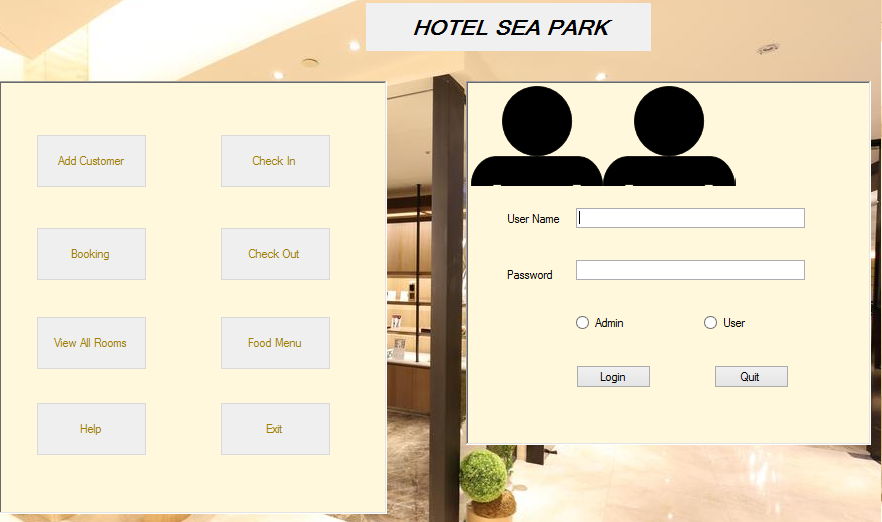 HOTEL SEA PARK
Add Customer
Check In
Booking
Check Out
View All Rooms
Food Menu
Help
Exit
User Name
Password
Admin
User
Login
Quit